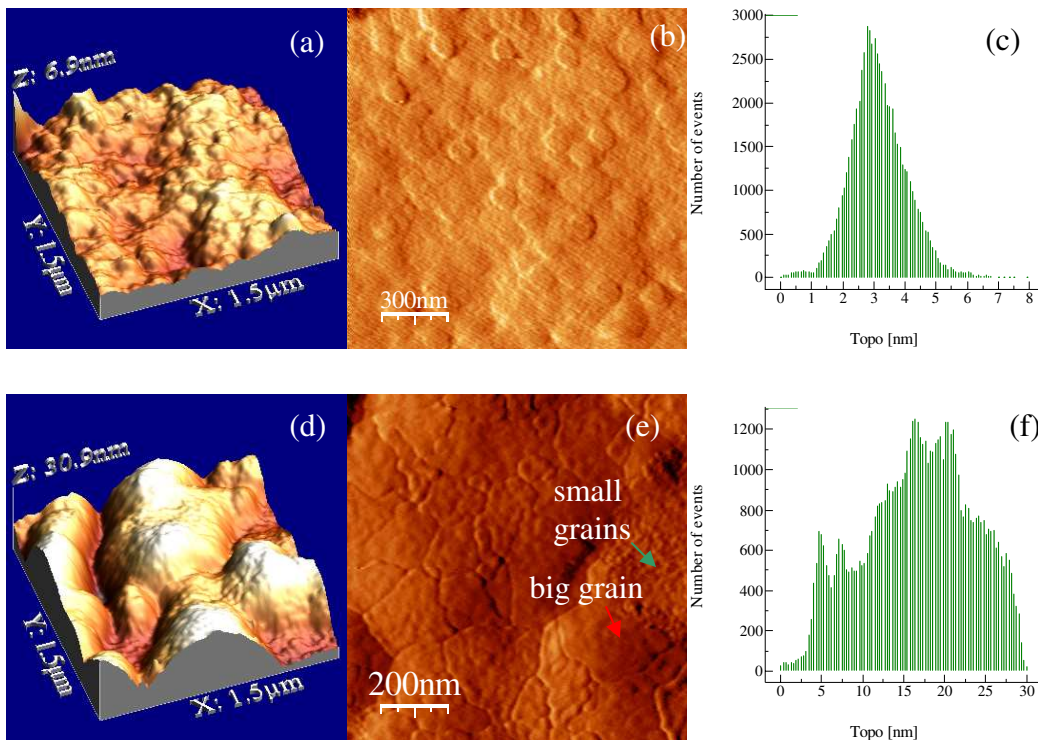 (a)
Z: 6.9nm
Y: 1.5µm
X: 1.5µm
(b)
300nm
(c)
Number of events
3000
2500
2000
1500
1000
500
0
0 1 2 3 4 5 6 7 8
Topo [nm]
(d)
Z: 30.9nm
Y: 1.5µm
X: 1.5µm
(e)
small
grains
big grain
200nm
(f)
Number of events
1200
1000
800
600
400
200
0
0 5 10 15 20 25 30
Topo [nm]